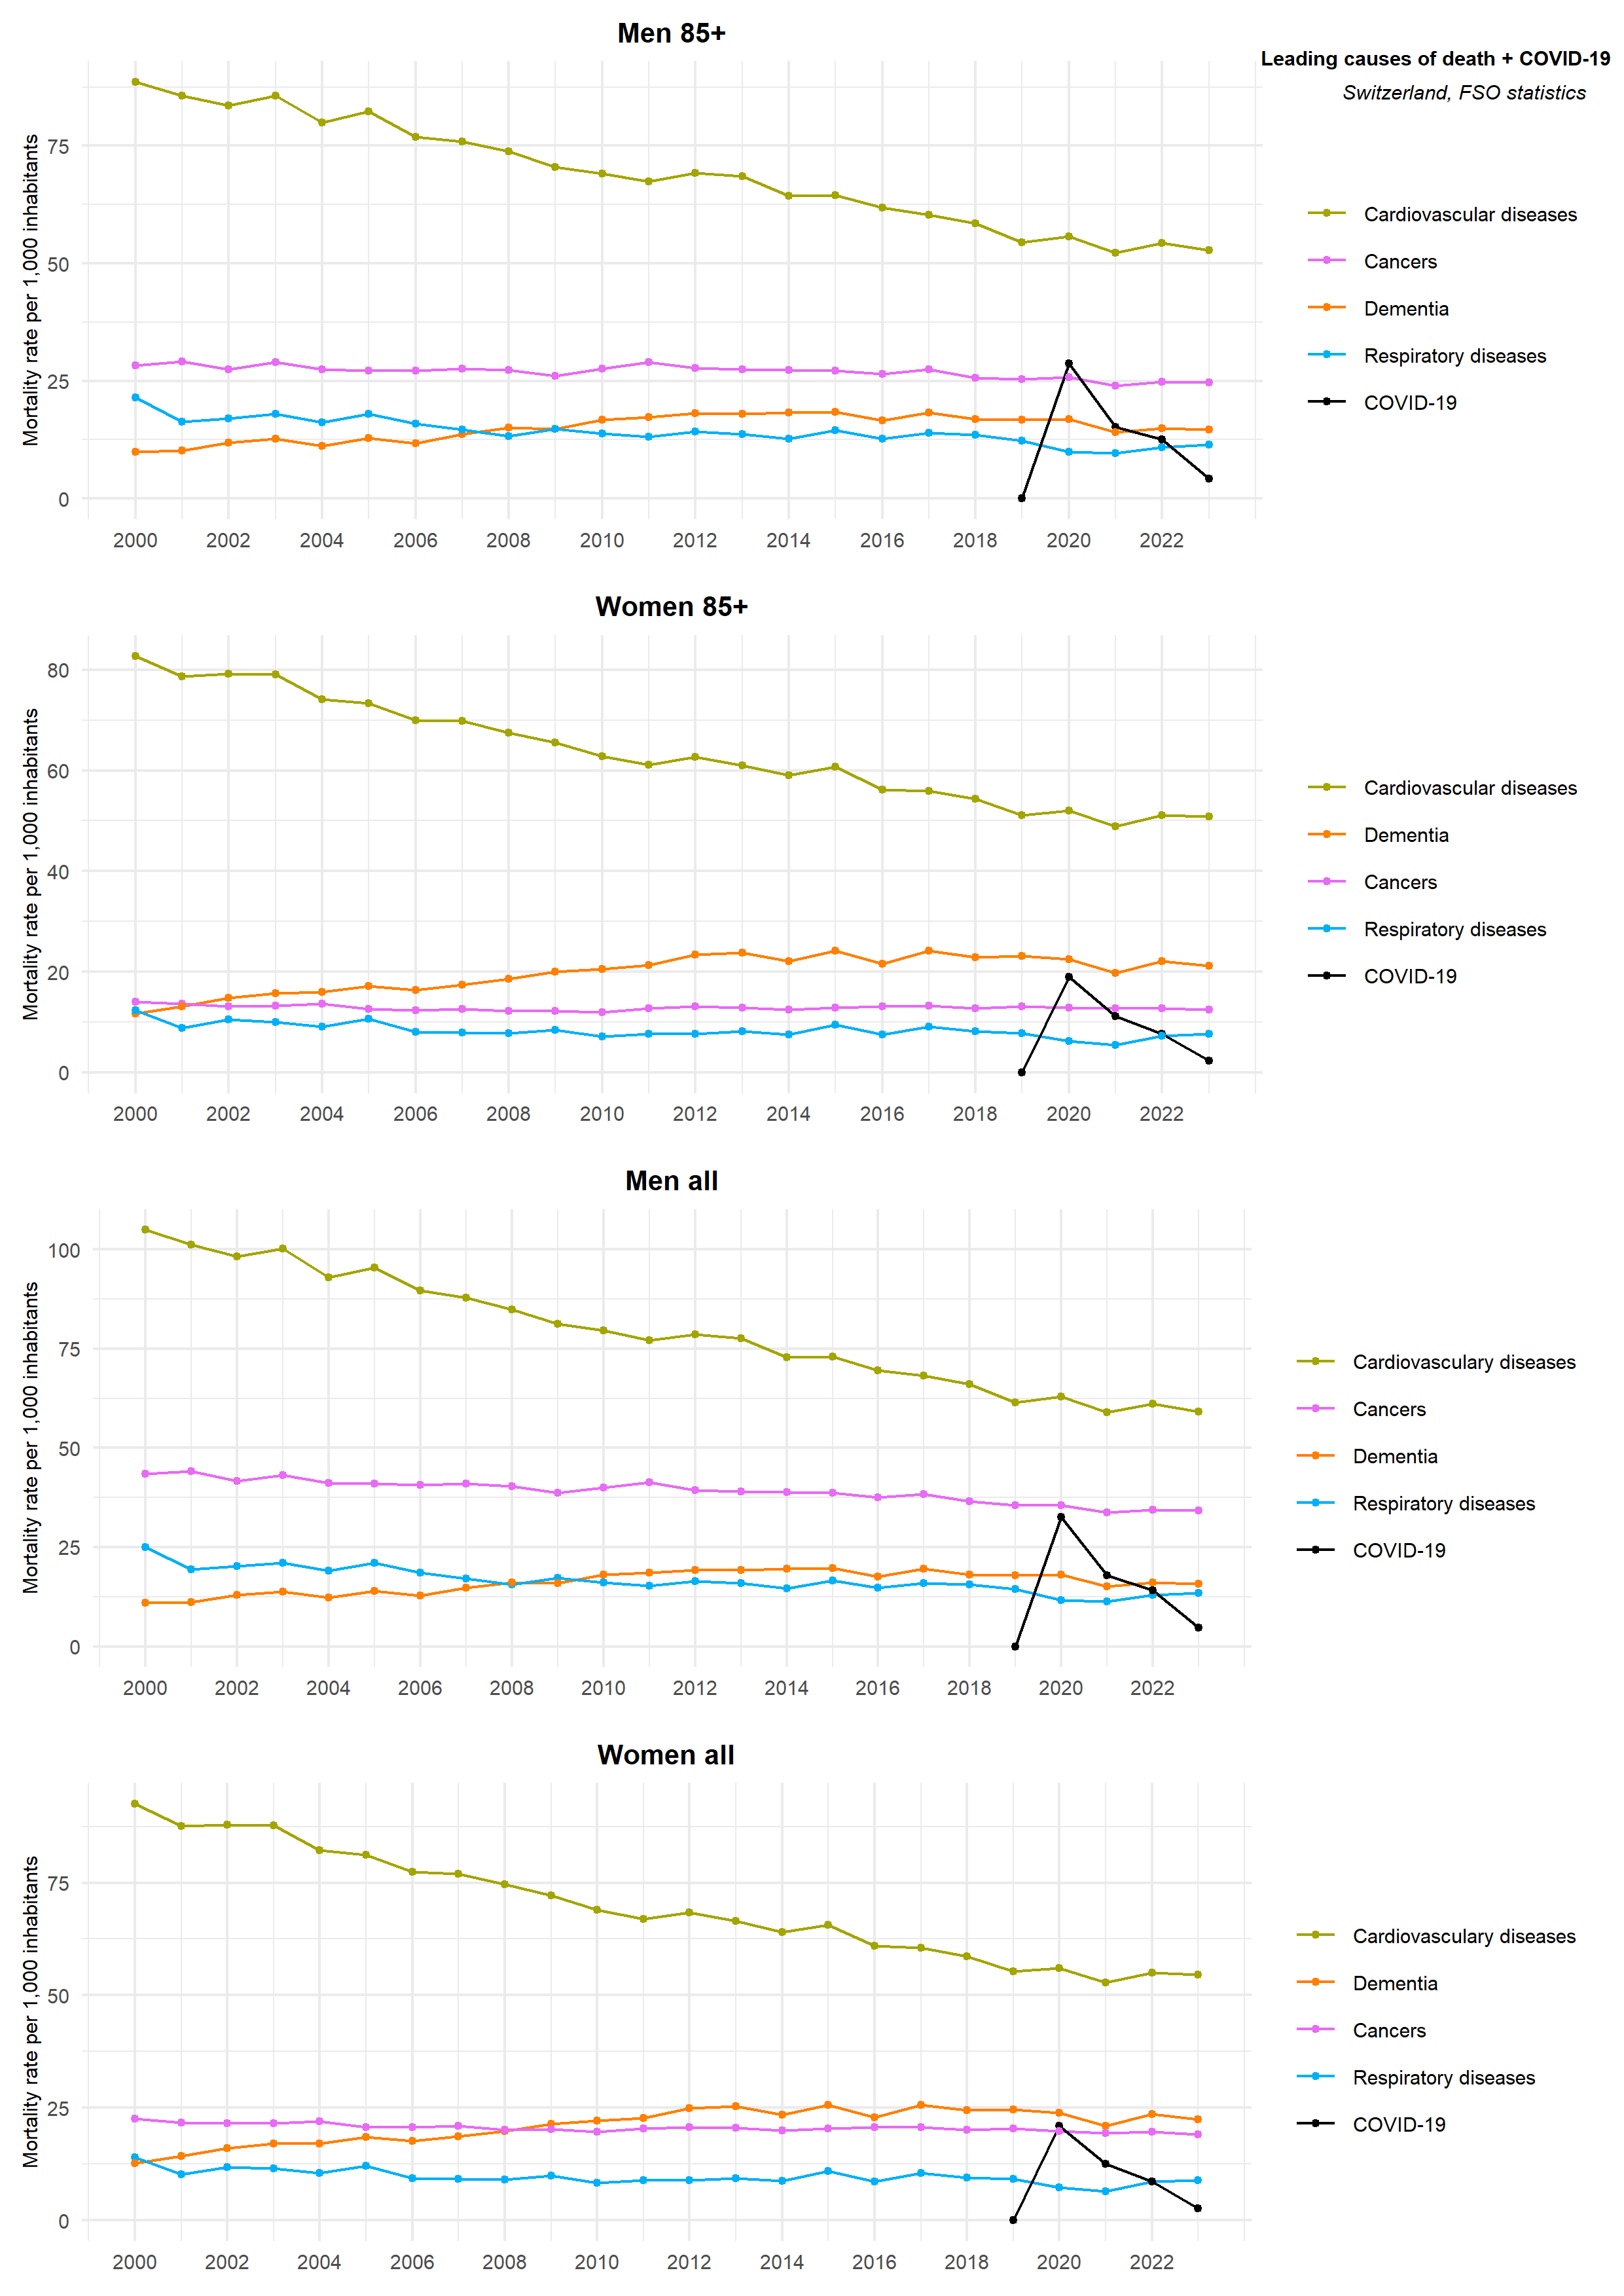 Men 85+
Leading causes of death + COVID-19
Switzerland, FSO statistics
Mortality rate per 1,000 inhabitants
75
50
25
0
2000 2002 2004 2006 2008 2010 2012 2014 2016 2018 2020 2022
Cardiovascular diseases
Cancers
Dementia
Respiratory diseases
COVID-19
Women 85+
Mortality rate per 1,000 inhabitants
80
60
40
20
0
2000 2002 2004 2006 2008 2010 2012 2014 2016 2018 2020 2022
Cardiovascular diseases
Dementia
Cancers
Respiratory diseases
COVID-19
Men all
Mortality rate per 1,000 inhabitants
100
75
50
25
0
2000 2002 2004 2006 2008 2010 2012 2014 2016 2018 2020 2022
Cardiovasculary diseases
Cancers
Dementia
Respiratory diseases
COVID-19
Women all
Mortality rate per 1,000 inhabitants
75
50
25
0
2000 2002 2004 2006 2008 2010 2012 2014 2016 2018 2020 2022
Cardiovasculary diseases
Dementia
Cancers
Respiratory diseases
COVID-19